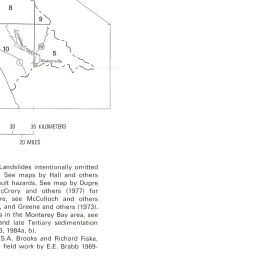 8
9
10
5
Watsonville
30 35 KILOMETERS
20 MILES
Landslides intentionally omitted
See maps by Hall and others
ault hazards. See map by Dupre
cCrory and others (1977) for
re, see McCulloch and others
, and Greene and others (1973).
s in the Monterey Bay area, see
and late Tertiary sedimentation
3, 1984a, b).
S.A. Brooks and Richard Fiske,
field work by E.E. Brabb 1969-